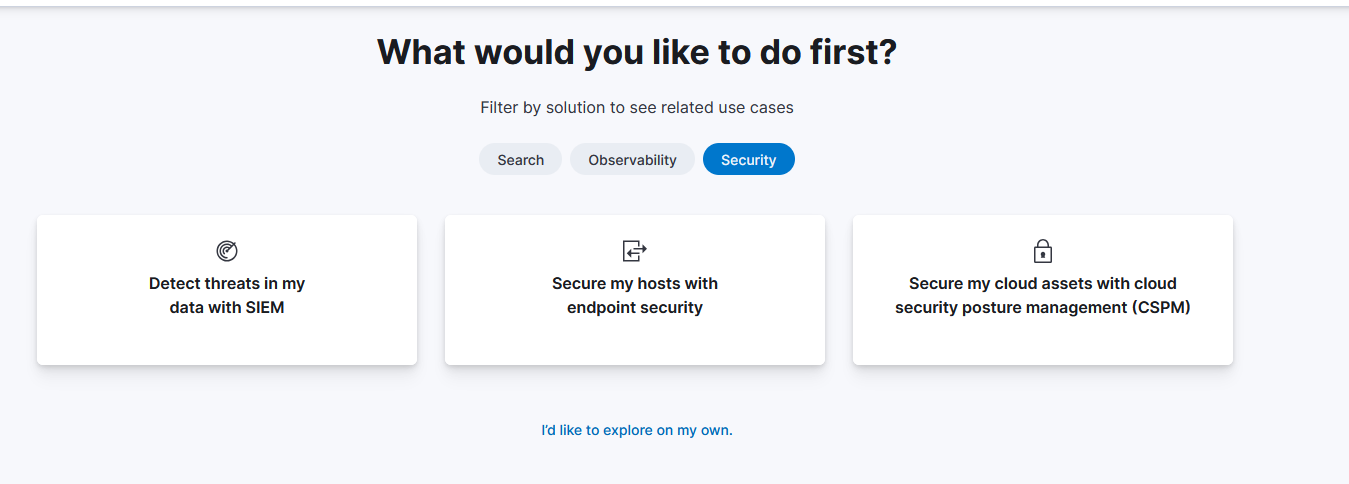 What would you like to do first?
Filter by solution to see related use cases
Search
Observability
Security
Detect threats in my
data with SIEM
Secure my hosts with
endpoint security
Secure my cloud assets with cloud
security posture management (CSPM)
I’d like to explore on my own.